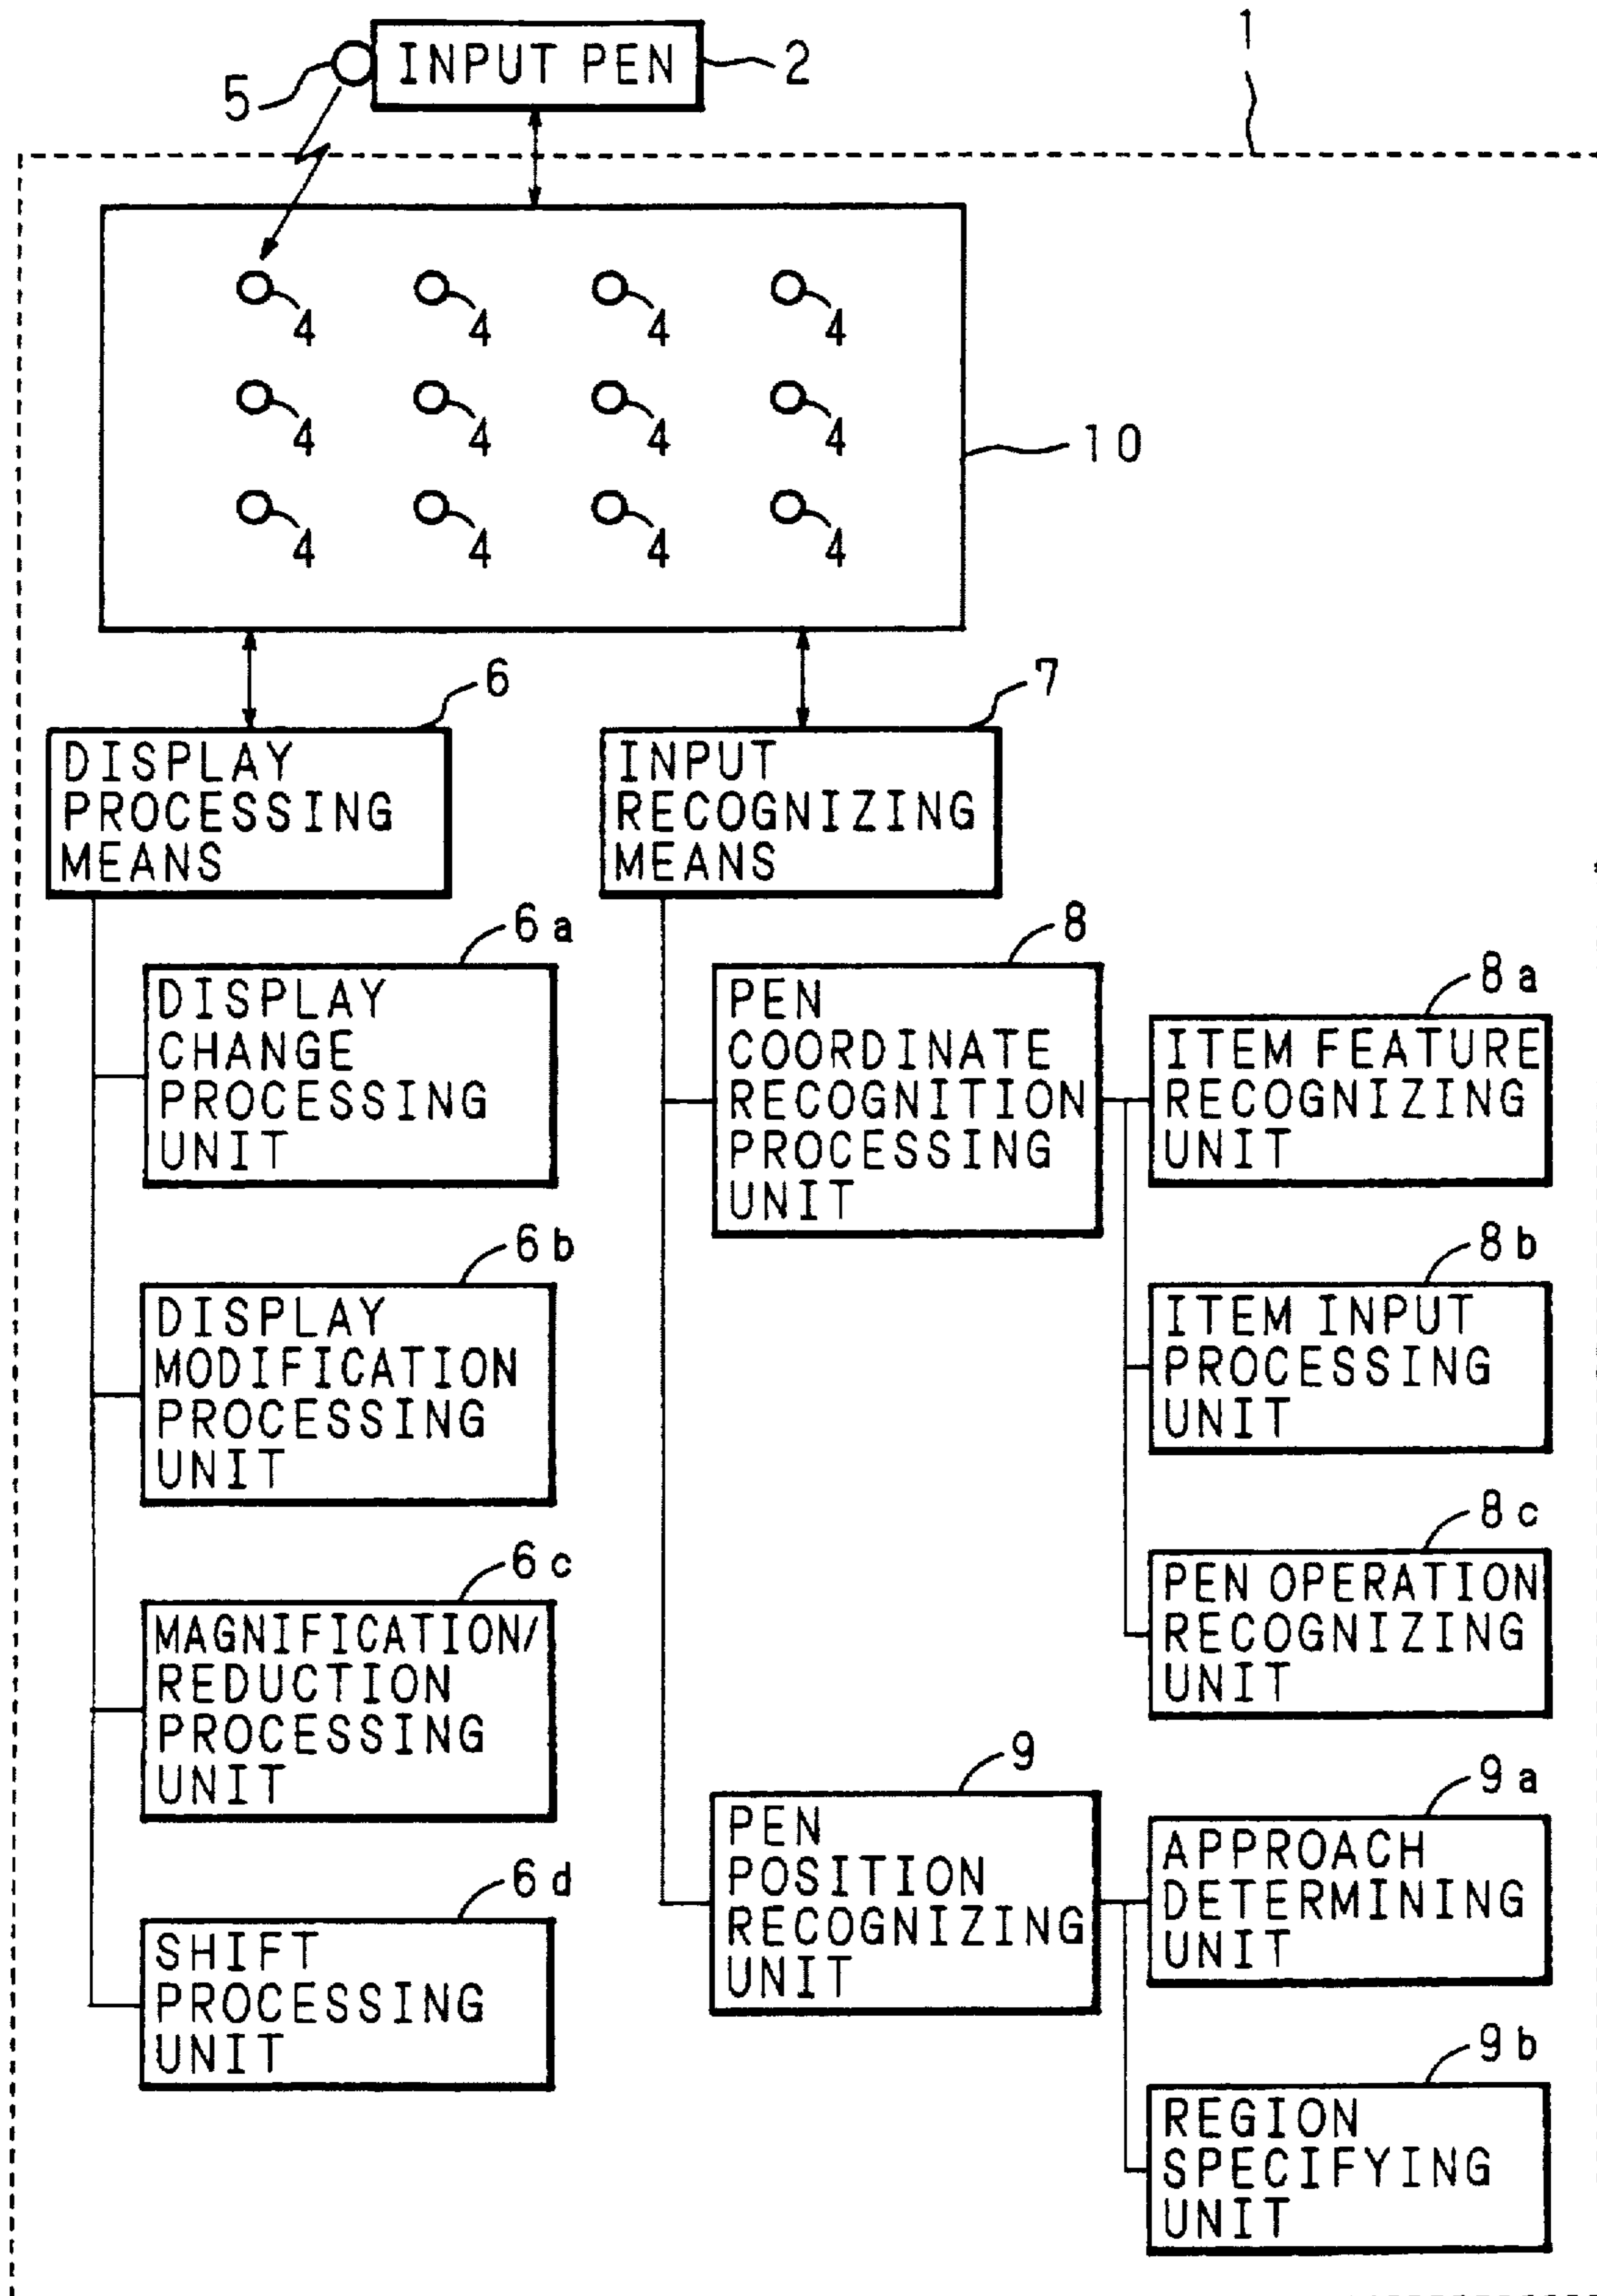 1
5
INPUT PEN
2
4 4 4 4
4 4 4 4
10
4 4 4 4
6
7
DISPLAY
PROCESSING
MEANS
INPUT
RECOGNIZING
MEANS
6a
DISPLAY
CHANGE
PROCESSING
UNIT
6b
DISPLAY
MODIFICATION
PROCESSING
UNIT
6c
MAGNIFICATION/
REDUCTION
PROCESSING
UNIT
6d
SHIFT
PROCESSING
UNIT
8
PEN
COORDINATE
RECOGNITION
PROCESSING
UNIT
8a
ITEM FEATURE
RECOGNIZING
UNIT
8b
ITEM INPUT
PROCESSING
UNIT
8c
PEN OPERATION
RECOGNIZING
UNIT
9
PEN
POSITION
RECOGNIZING
UNIT
9a
APPROACH
DETERMINING
UNIT
9b
REGION
SPECIFYING
UNIT